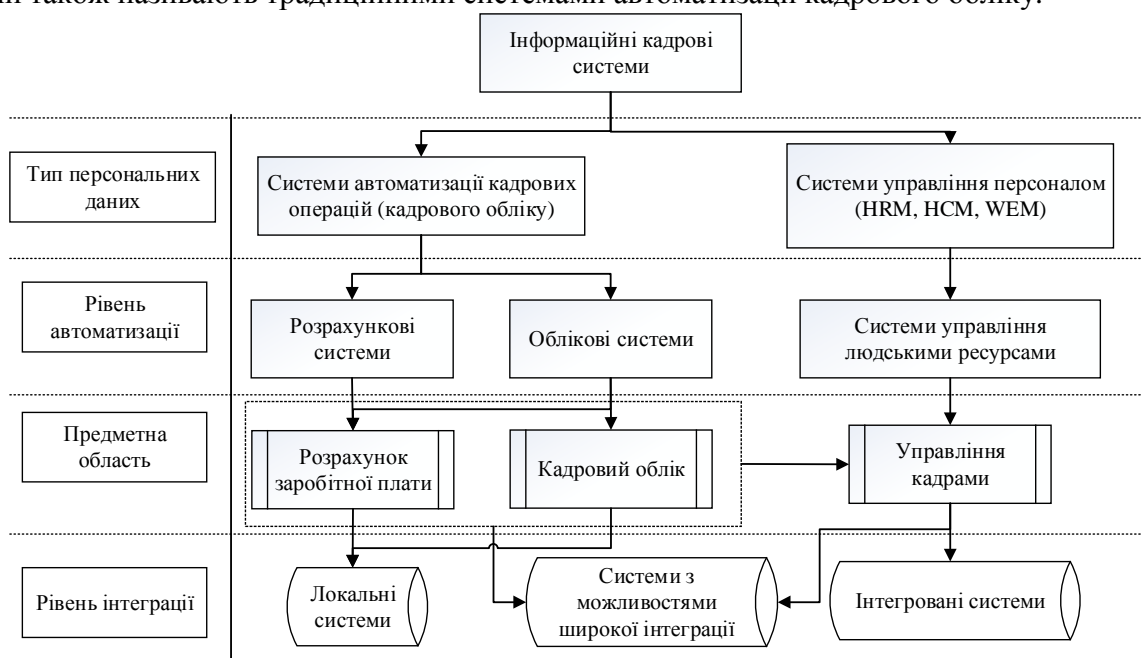 також називають традиційними системами автоматизації кадрового обліку.
Інформаційні кадрові
системи
Тип персональних
даних
Системи автоматизації кадрових
операцій (кадрового обліку)
Системи управління персоналом
(HRM, HCM, WEM)
Рівень
автоматизації
Розрахункові
системи
Облікові системи
Системи управління
людськими ресурсами
Предметна
область
Розрахунок
заробітної плати
Кадровий облік
Управління
кадрами
Рівень інтеграції
Локальні
системи
Системи з
можливостями
широкої інтеграції
Інтегровані системи